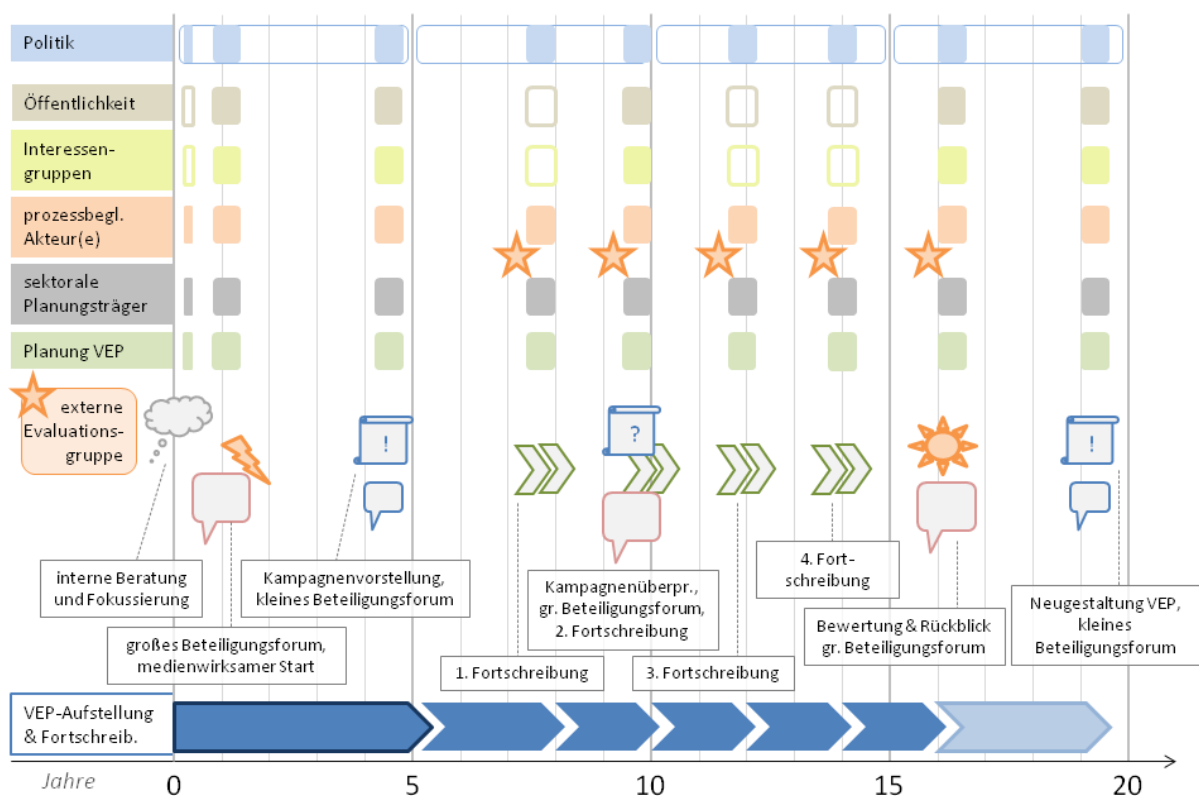 Politik
Öffentlichkeit
Interessen-
gruppen
prozessbegl.
Akteur(e)
sektorale
Planungsträger
Planung VEP
externe
Evaluations-
gruppe
!
?
!
interne Beratung
und Fokussierung
großes Beteiligungsforum,
medienwirksamer Start
Kampagnenvorstellung,
kleines Beteiligungsforum
1. Fortschreibung
Kampagnenüberpr.,
gr. Beteiligungsforum,
2. Fortschreibung
3. Fortschreibung
4. Fort-
schreibung
Bewertung & Rückblick
gr. Beteiligungsforum
Neugestaltung VEP,
kleines
Beteiligungsforum
VEP-Aufstellung
& Fortschreib.
Jahre
0
5
10
15
20